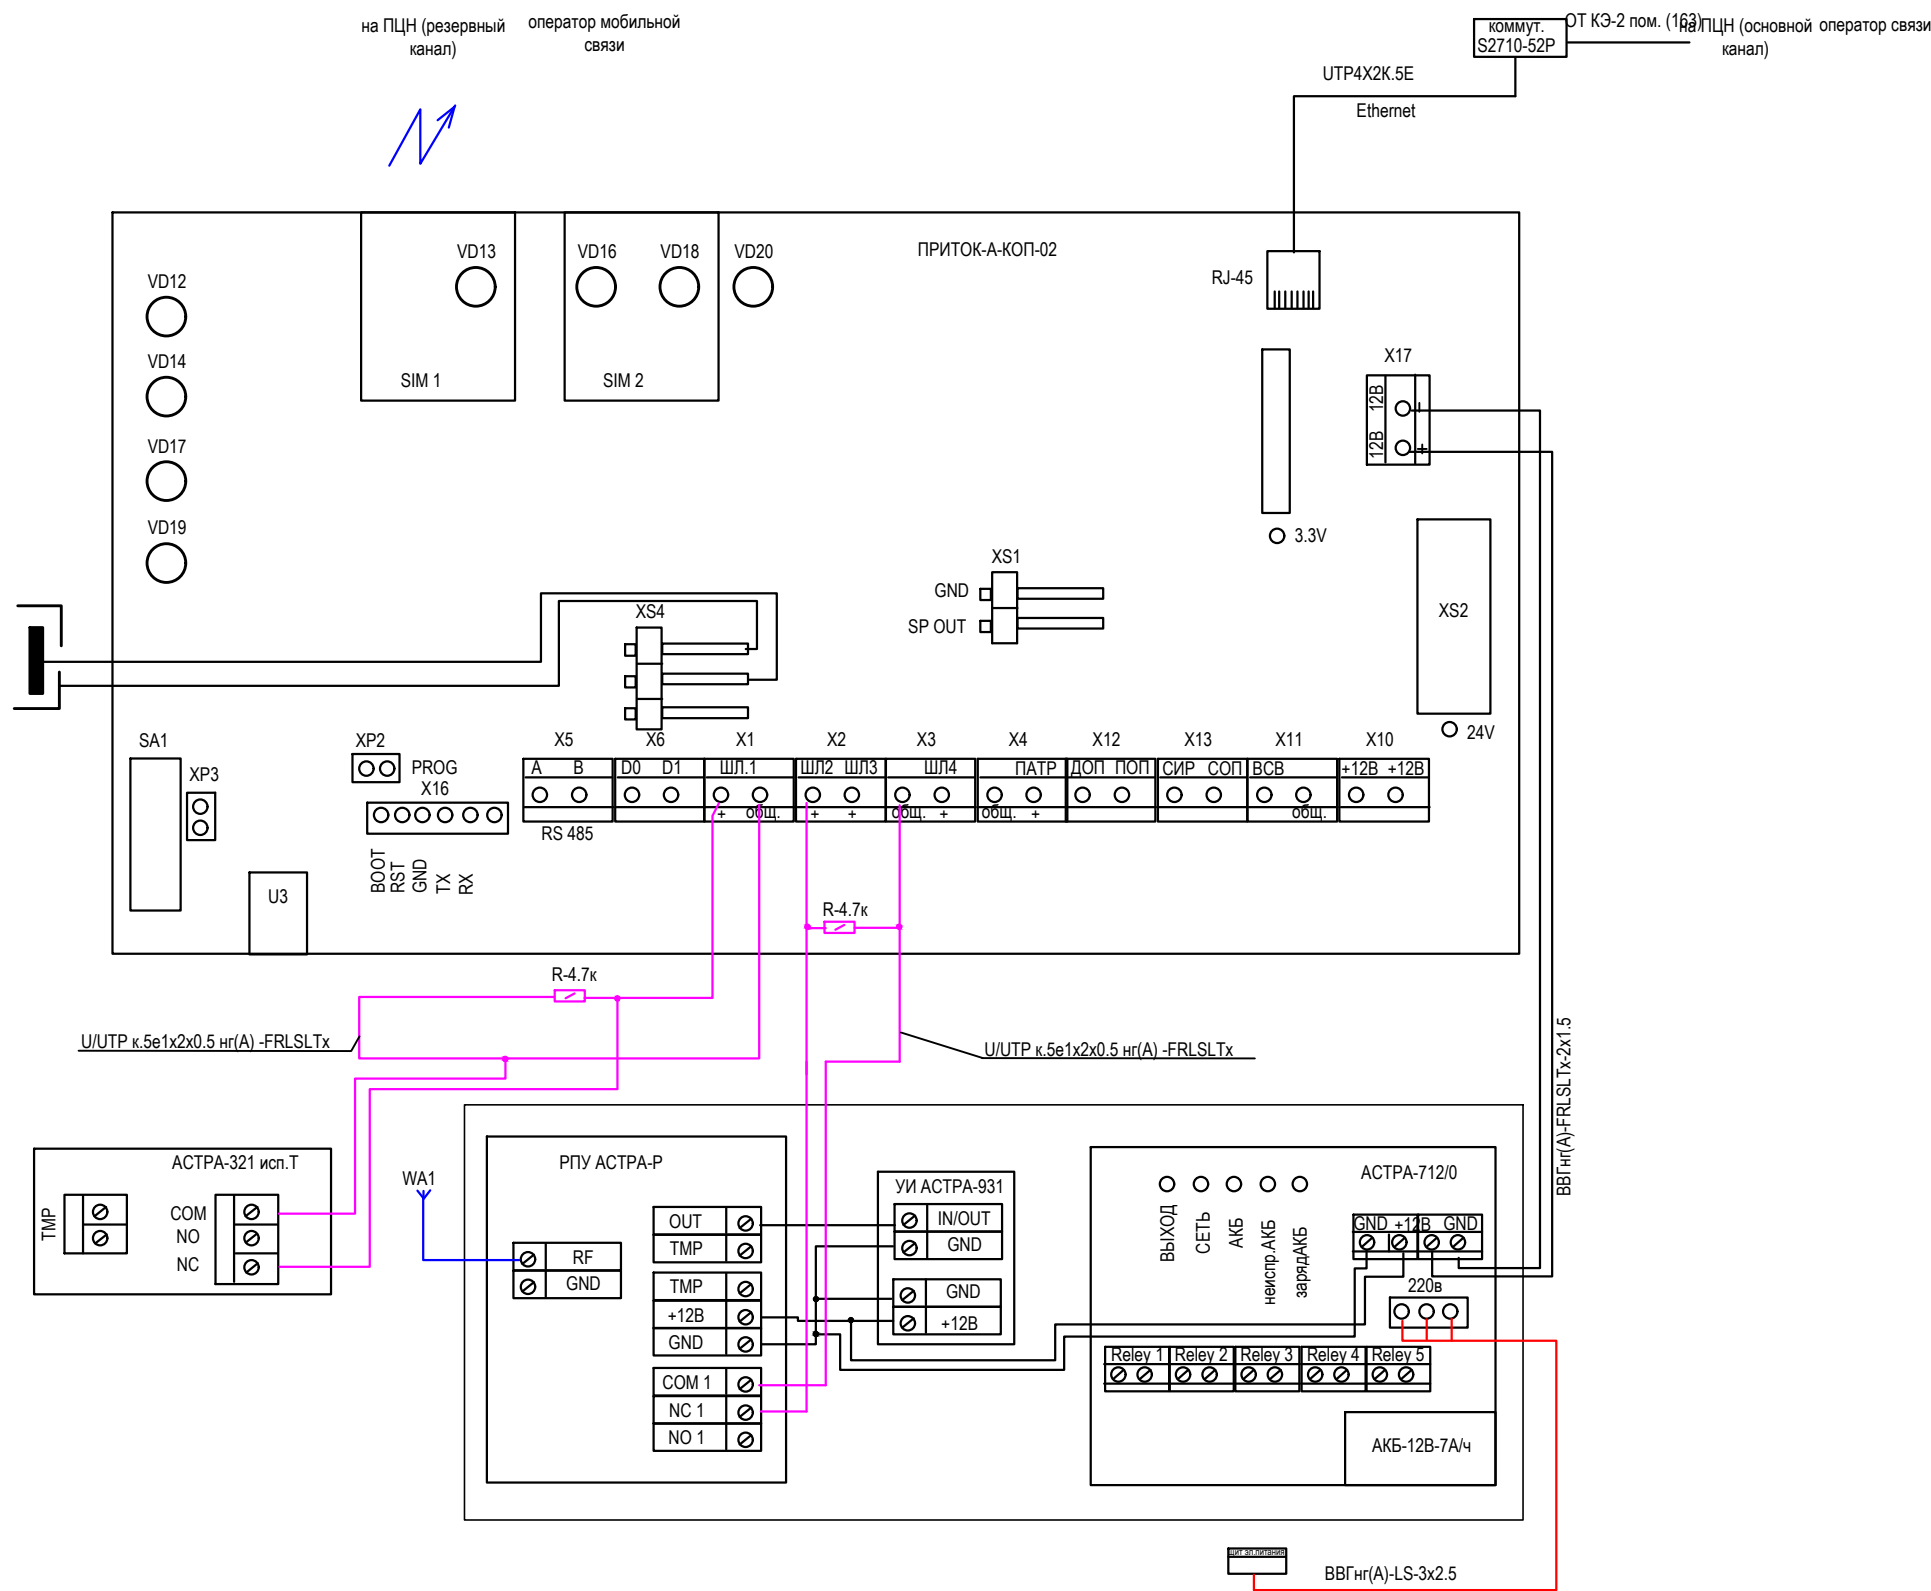 на ПЦН (резервный
канал)
оператор мобильной
связи
коммут.
S2710-52P
ОТ КЭ-2 пом. (163)
на ПЦН (основной
канал)
оператор связи
UTP4X2К.5Е
Ethernet
ПРИТОК-А-КОП-02
RJ-45
VD12
VD13
VD16
VD18
VD20
VD14
VD17
VD19
SIM 1
SIM 2
X17
12В
12В
+
3.3V
XS1
GND
SP OUT
XS2
24V
XS4
SA1
XP3
XP2
PROG
X16
BOOT
RST
GND
TX
RX
U3
X5
X6
X1
X2
X3
X4
X12
X13
X11
X10
A B
D0 D1
ШЛ.1
ШЛ2 ШЛ3
ШЛ4
ПАТР
ДОП ПОП
СИР СОП
ВСВ
+12В +12В
+ общ.
+ +
общ. +
общ. +
общ.
RS 485
R-4.7к
R-4.7к
U/UTP к.5е1х2х0.5 нг(А) -FRLSLTx
U/UTP к.5е1х2х0.5 нг(А) -FRLSLTx
ВВГнг(А)-FRLSLTx-2х1.5
АСТРА-321 исп.Т
TMP
COM
NO
NC
WA1
РПУ АСТРА-Р
RF
GND
OUT
TMP
TMP
+12В
GND
COM 1
NC 1
NO 1
УИ АСТРА-931
IN/OUT
GND
GND
+12В
АСТРА-712/0
ВЫХОД
СЕТЬ
АКБ
неиспр.АКБ
зарядАКБ
GND +12В GND
220в
Reley 1
Reley 2
Reley 3
Reley 4
Reley 5
АКБ-12В-7А/ч
щит эл.питания
ВВГнг(А)-LS-3х2.5